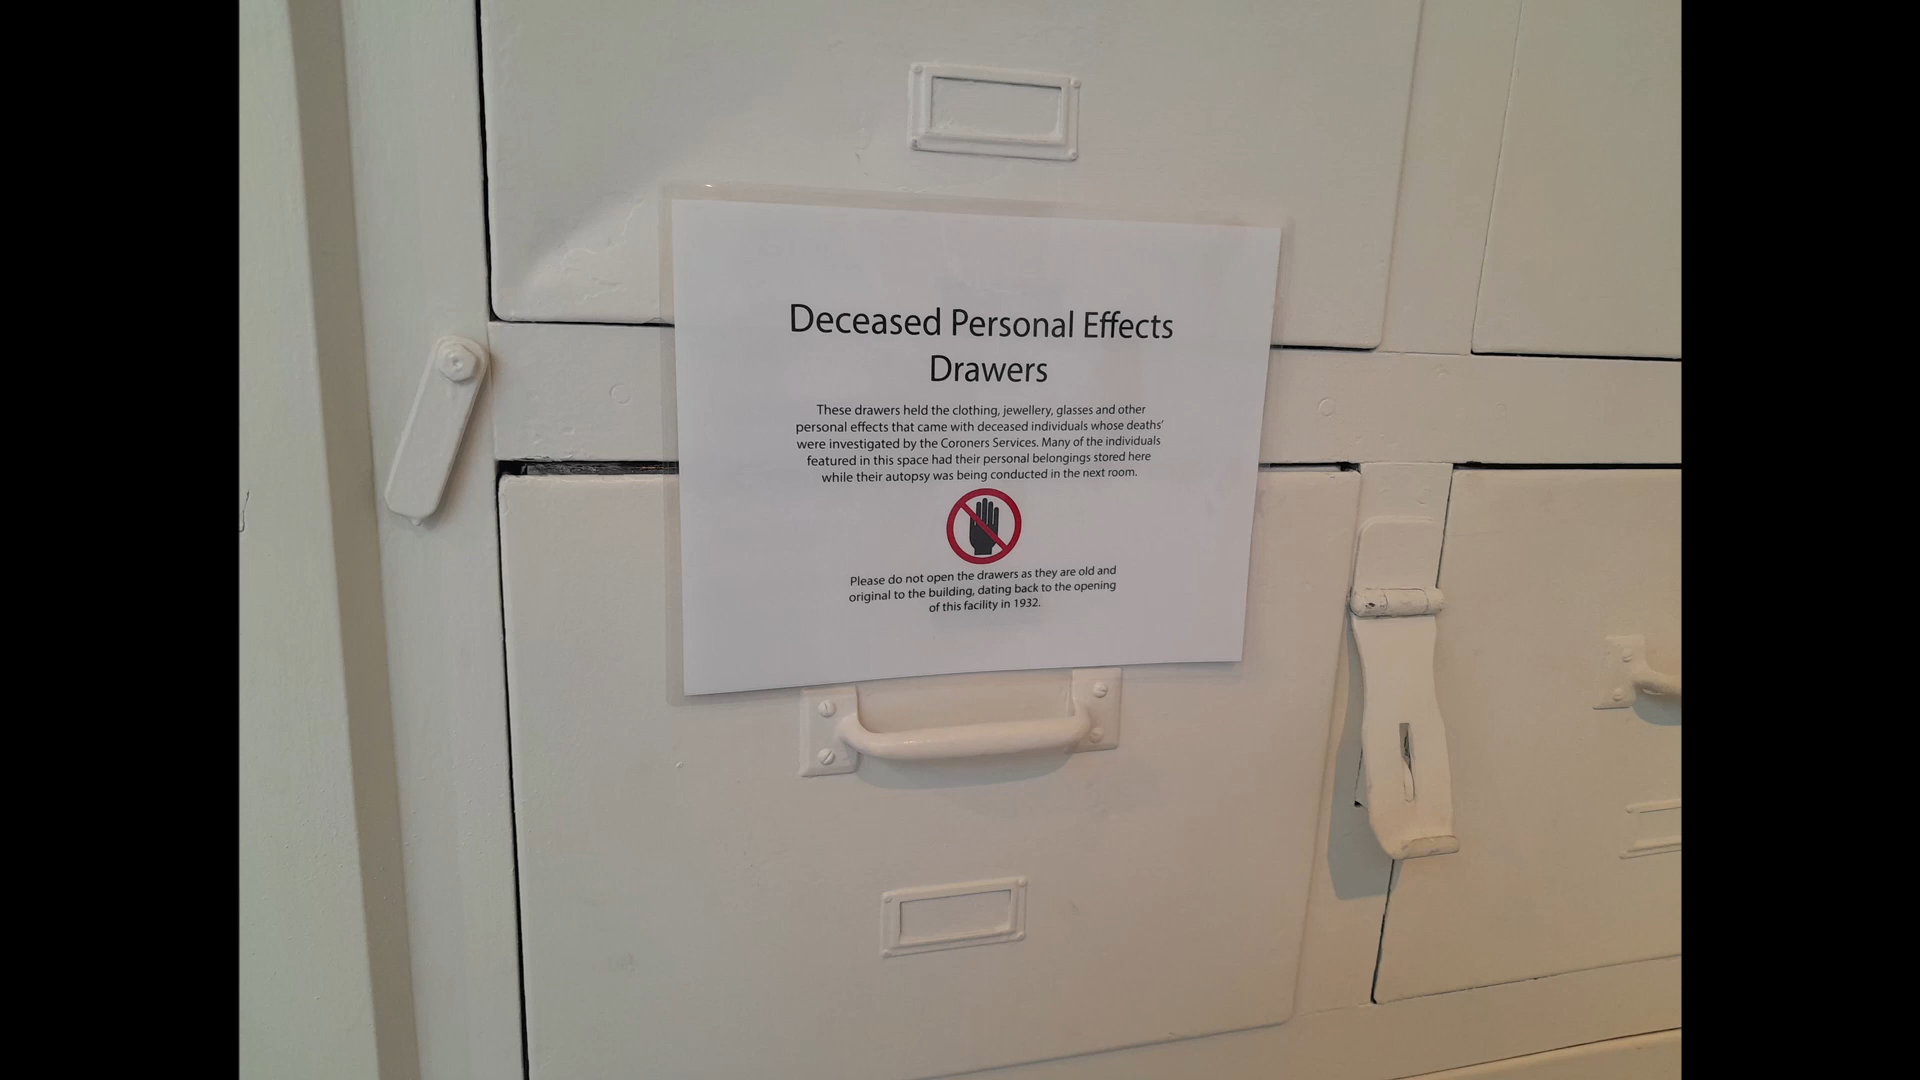 Deceased Personal Effects
Drawers
These drawers held the clothing, jewellery, glasses and other
personal effects that came with deceased individuals whose deaths'
were investigated by the Coroners Services. Many of the individuals
featured in this space had their personal belongings stored here
while their autopsy was being conducted in the next room.
Please do not open the drawers as they are old and
original to the building, dating back to the opening
of this facility in 1932.